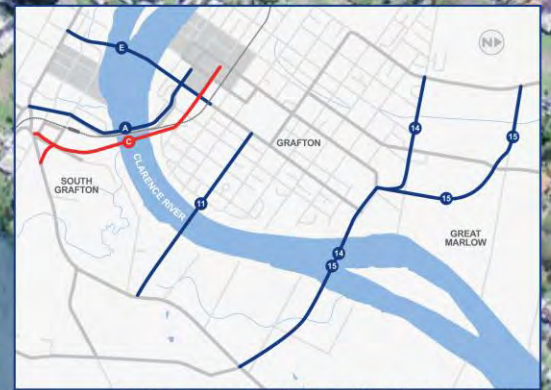 N
E
A
C
14
15
GRAFTON
SOUTH
GRAFTON
CLARENCE RIVER
11
15
GREAT
MARLOW
14
15